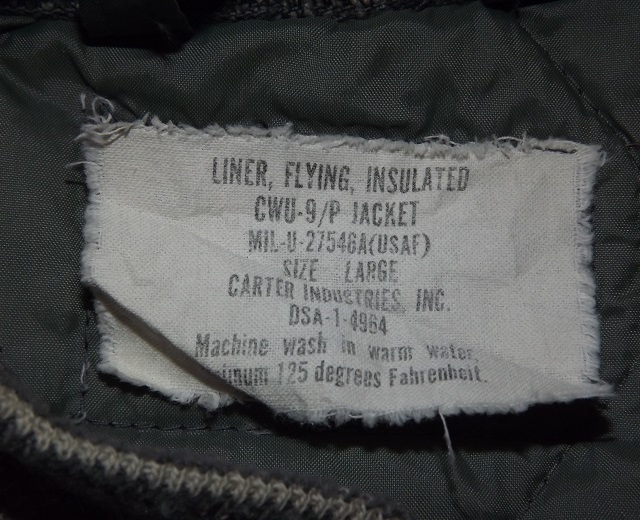 LINER, FLYING, INSULATED
CWU-9/P JACKET
MIL-U-27546A(USAF)
SIZE LARGE
CARTER INDUSTRIES, INC.
DSA-1-4964
Machine wash in warm water,
125 degrees Fahrenheit.